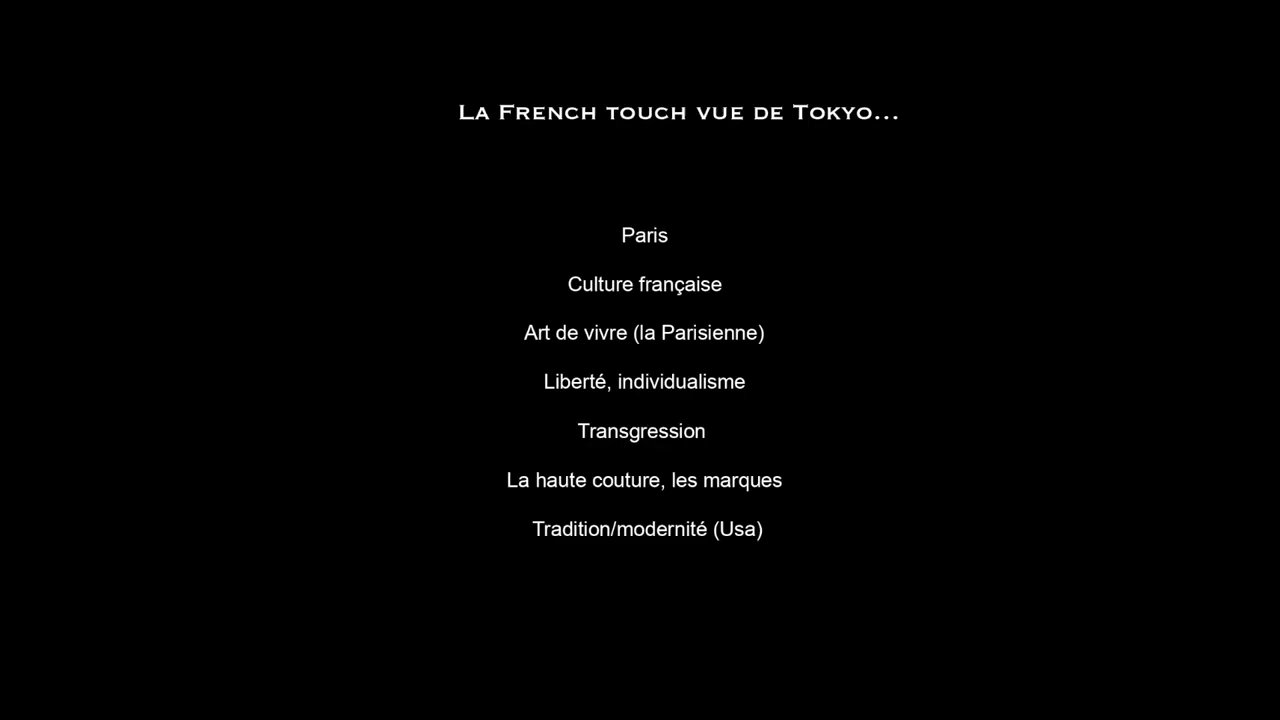 La French touch vue de Tokyo...
Paris
Culture française
Art de vivre (la Parisienne)
Liberté, individualisme
Transgression
La haute couture, les marques
Tradition/modernité (Usa)